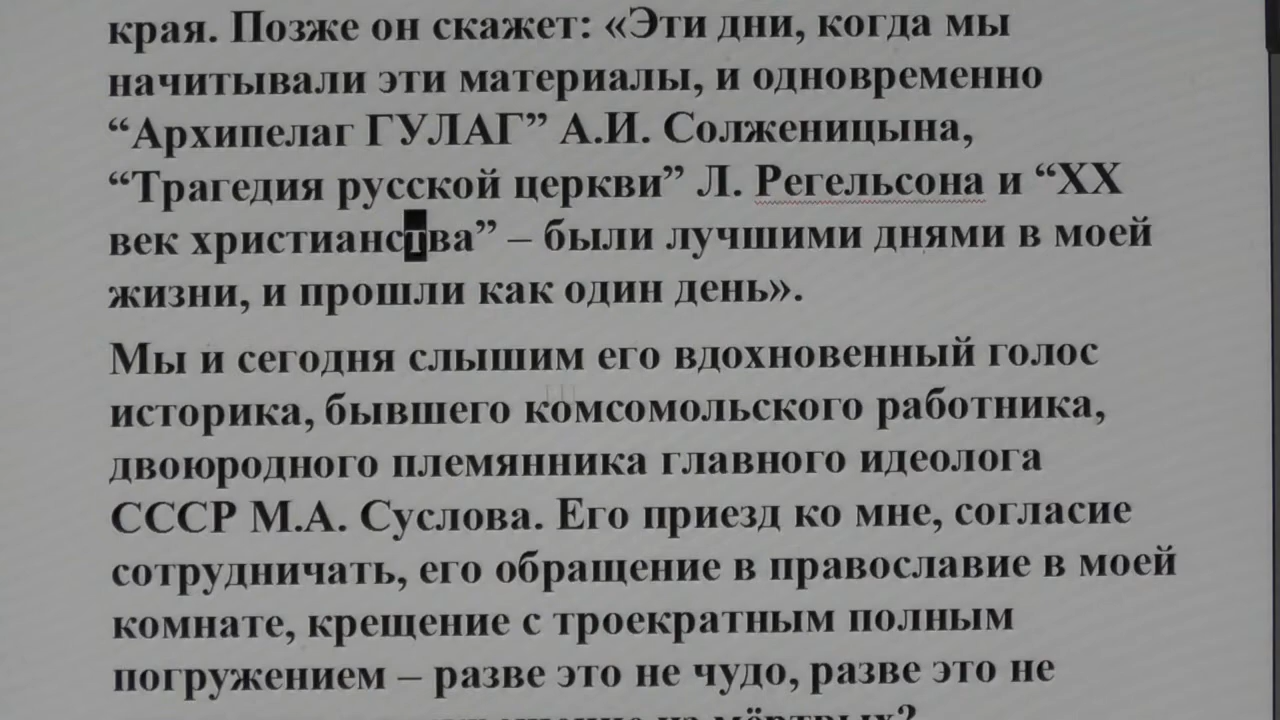 края. Позже он скажет: «Эти дни, когда мы
начитывали эти материалы, и одновременно
“Архипелаг ГУЛАГ” А.И. Солженицына,
“Трагедия русской церкви” Л. Регельсона и “ХХ
век христианства” – были лучшими днями в моей
жизни, и прошли как один день».
Мы и сегодня слышим его вдохновенный голос
историка, бывшего комсомольского работника,
двоюродного племянника главного идеолога
СССР М.А. Суслова. Его приезд ко мне, согласие
сотрудничать, его обращение в православие в моей
комнате, крещение с троекратным полным
погружением – разве это не чудо, разве это не
из мёртвых?